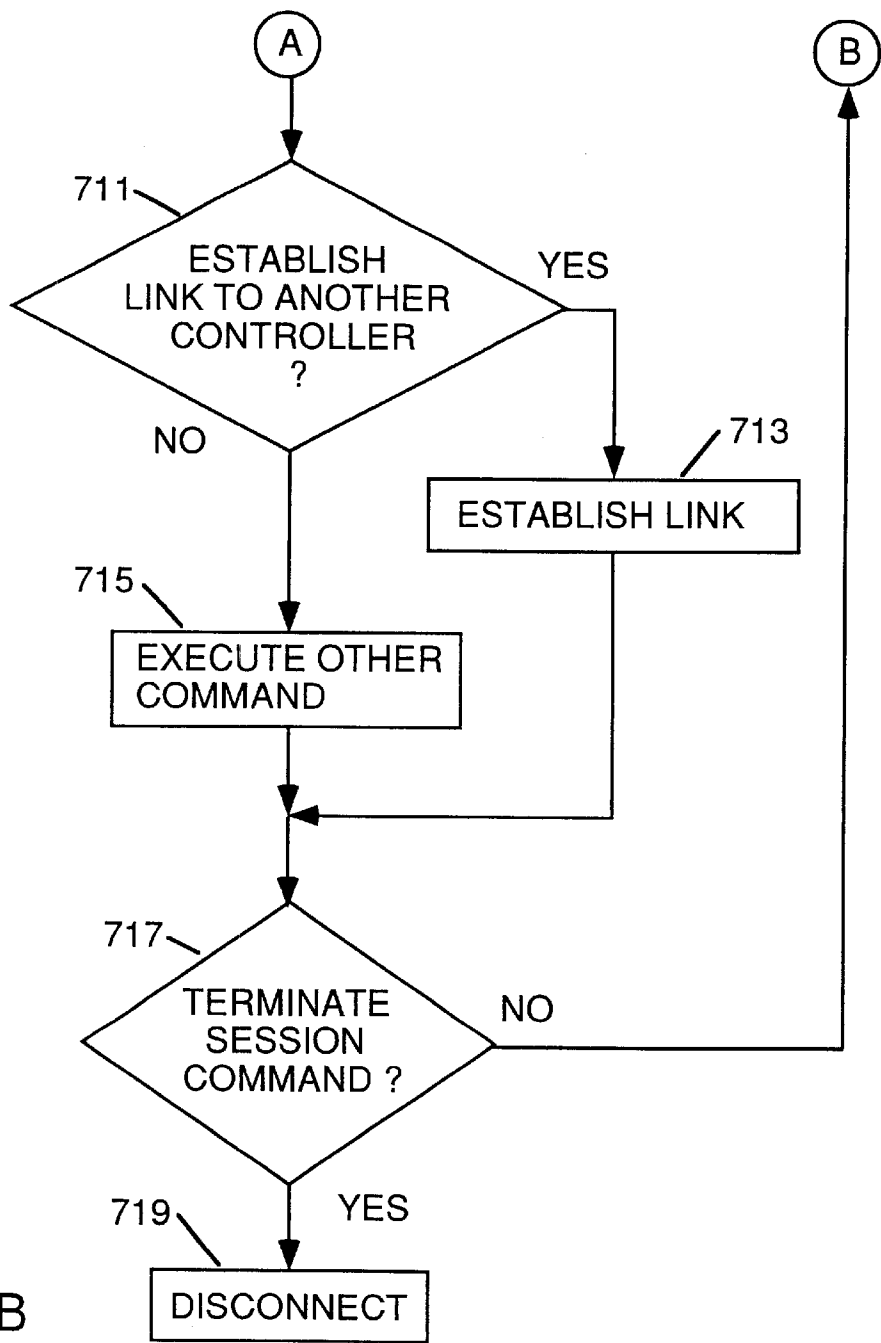 A
B
711
ESTABLISH
LINK TO ANOTHER
CONTROLLER
?
YES
NO
713
ESTABLISH LINK
715
EXECUTE OTHER
COMMAND
717
TERMINATE
SESSION
COMMAND ?
NO
YES
719
DISCONNECT
B